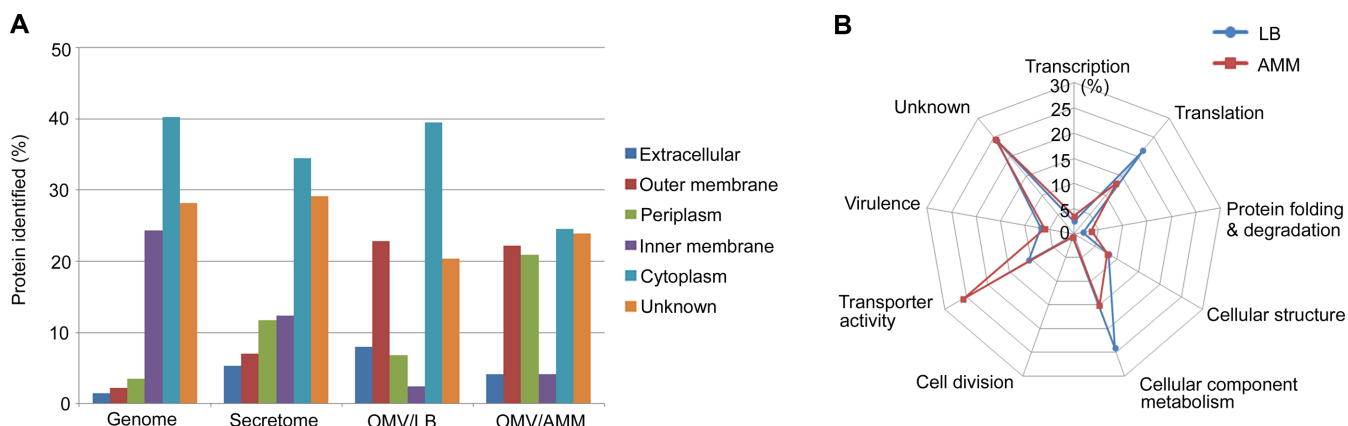 A
Protein identified (%)
50
40
30
20
10
0
Genome
Secretome
OMV/LB
OMV/AMM
Extracellular
Outer membrane
Periplasm
Inner membrane
Cytoplasm
Unknown
B
LB
AMM
Transcription
(%)
30
25
20
15
10
5
0
Translation
Protein folding
& degradation
Cellular structure
Cellular component
metabolism
Cell division
Transporter
activity
Virulence
Unknown